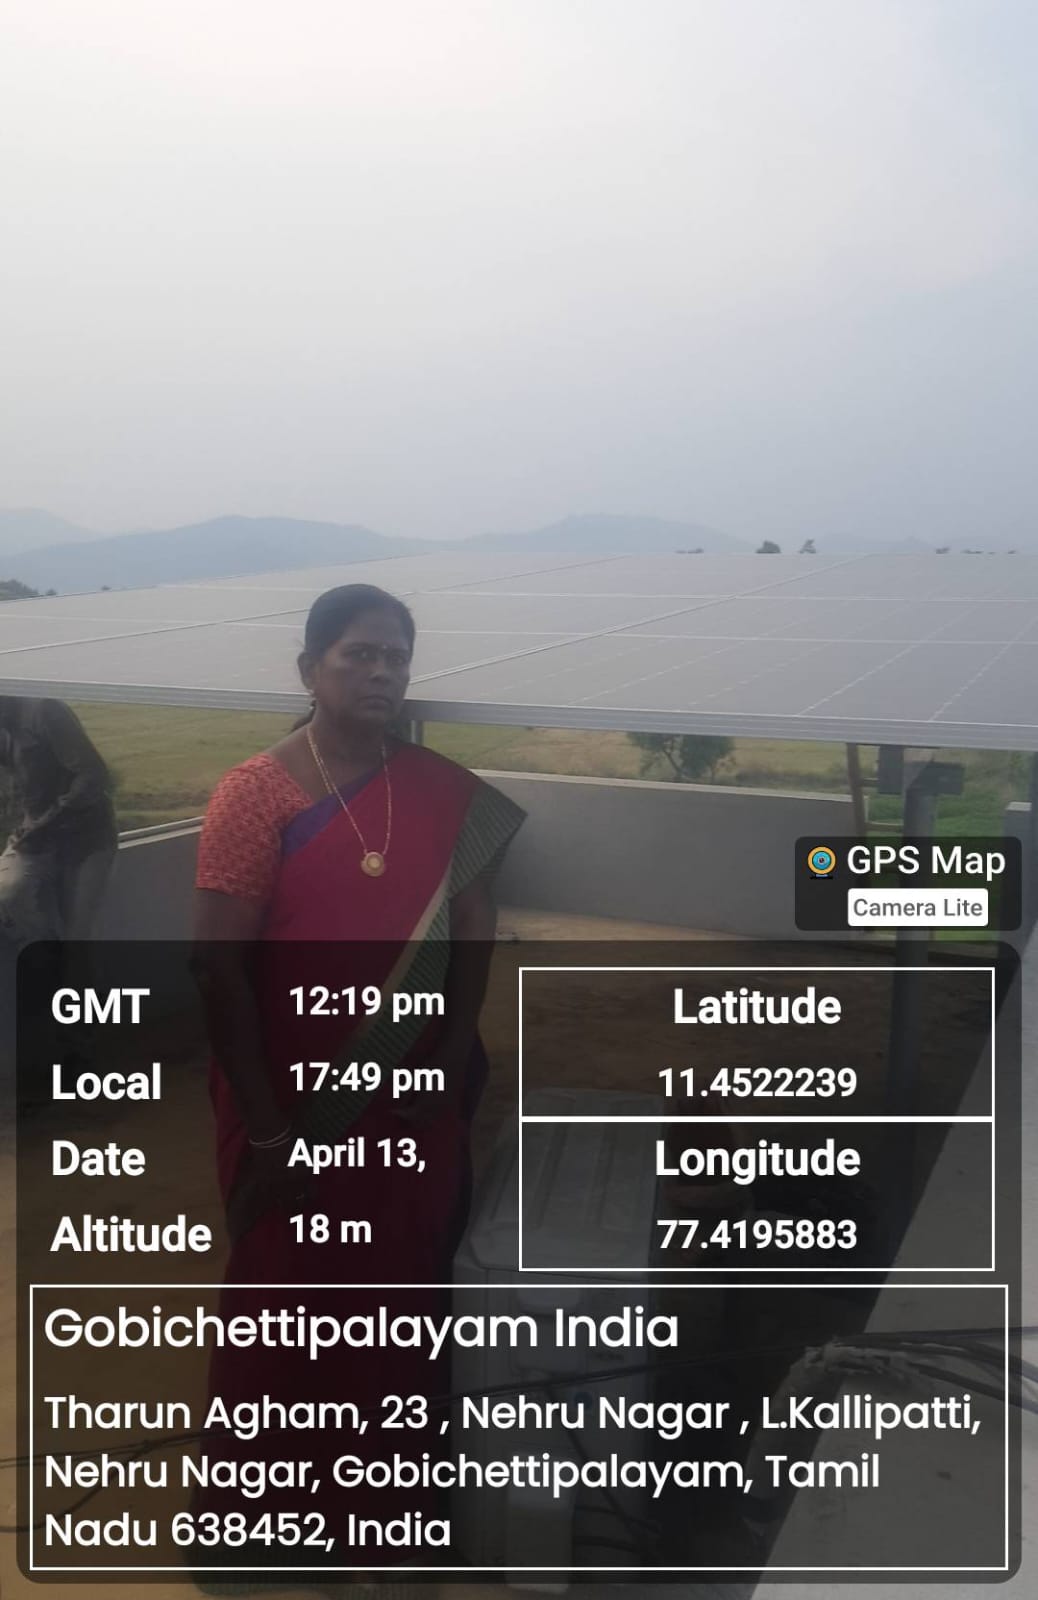 GPS Map
Camera Lite
GMT 12:19 pm
Local 17:49 pm
Date April 13,
Altitude 18 m
Latitude
11.4522239
Longitude
77.4195883
Gobichettipalayam India
Tharun Agham, 23 , Nehru Nagar , L.Kallipatti,
Nehru Nagar, Gobichettipalayam, Tamil
Nadu 638452, India